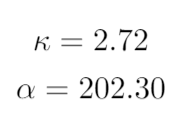 κ = 2.72
α = 202.30